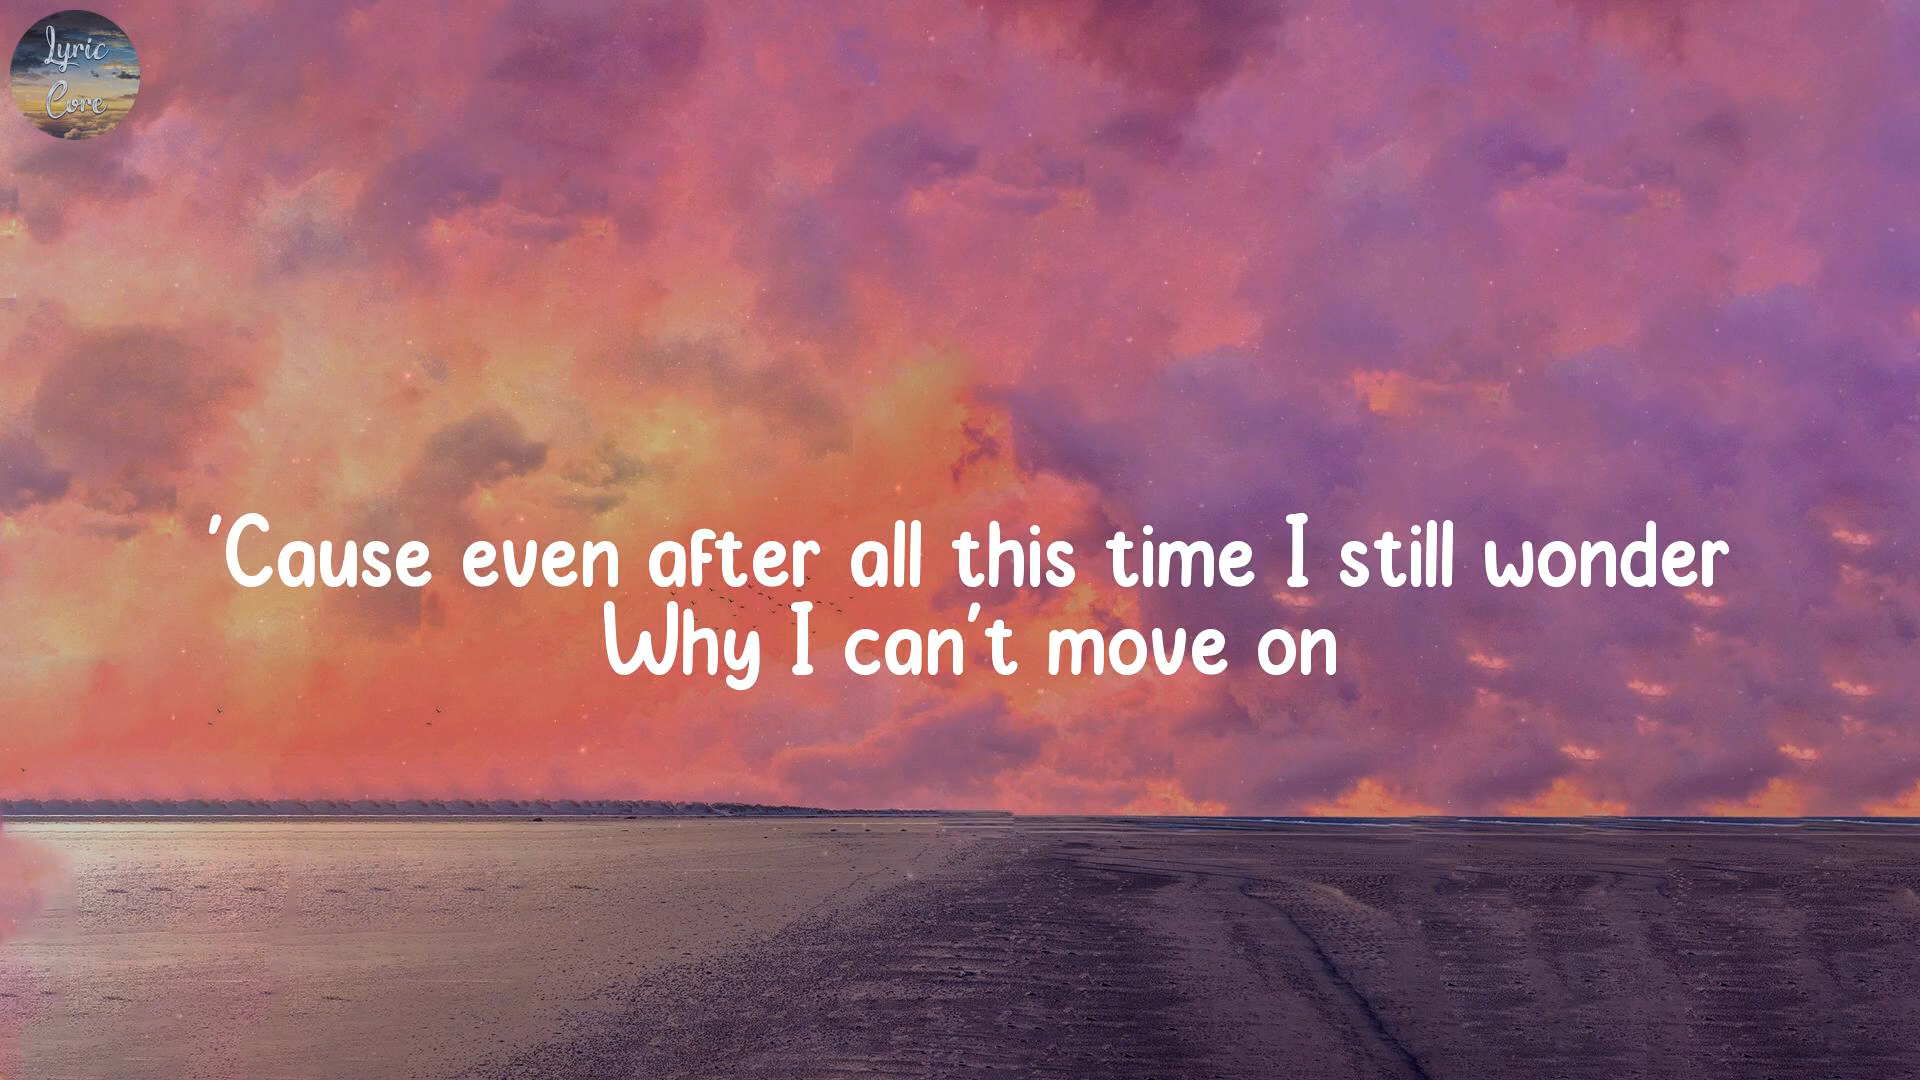 Lyric
Core
'Cause even after all this time I still wonder
Why I can't move on